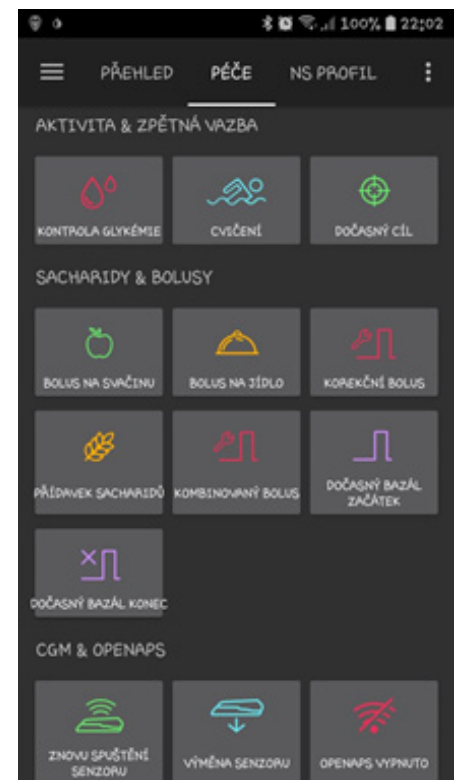 100% 22:02
PŘEHLED PÉČE NS PROFIL
AKTIVITA & ZPĚTNÁ VAZBA
KONTROLA GLYKÉMIE CVIČENÍ DOČASNÝ CÍL
SACHARIDY & BOLUSY
BOLUS NA SVAČINU BOLUS NA JÍDLO KOREKČNÍ BOLUS
PŘÍDAVEK SACHARIDŮ KOMBINOVANÝ BOLUS DOČASNÝ BAZÁL
ZAČÁTEK
DOČASNÝ BAZÁL KONEC
CGM & OPENAPS
ZNOVU SPUŠTĚNÍ
SENZORU VÝMĚNA SENZORU OPENAPS VYPNUTO